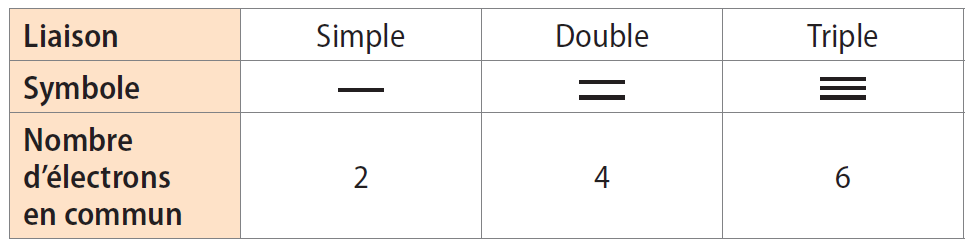 Liaison Simple Double Triple
Symbole — = ≡
Nombre
d'électrons
en commun 2 4 6